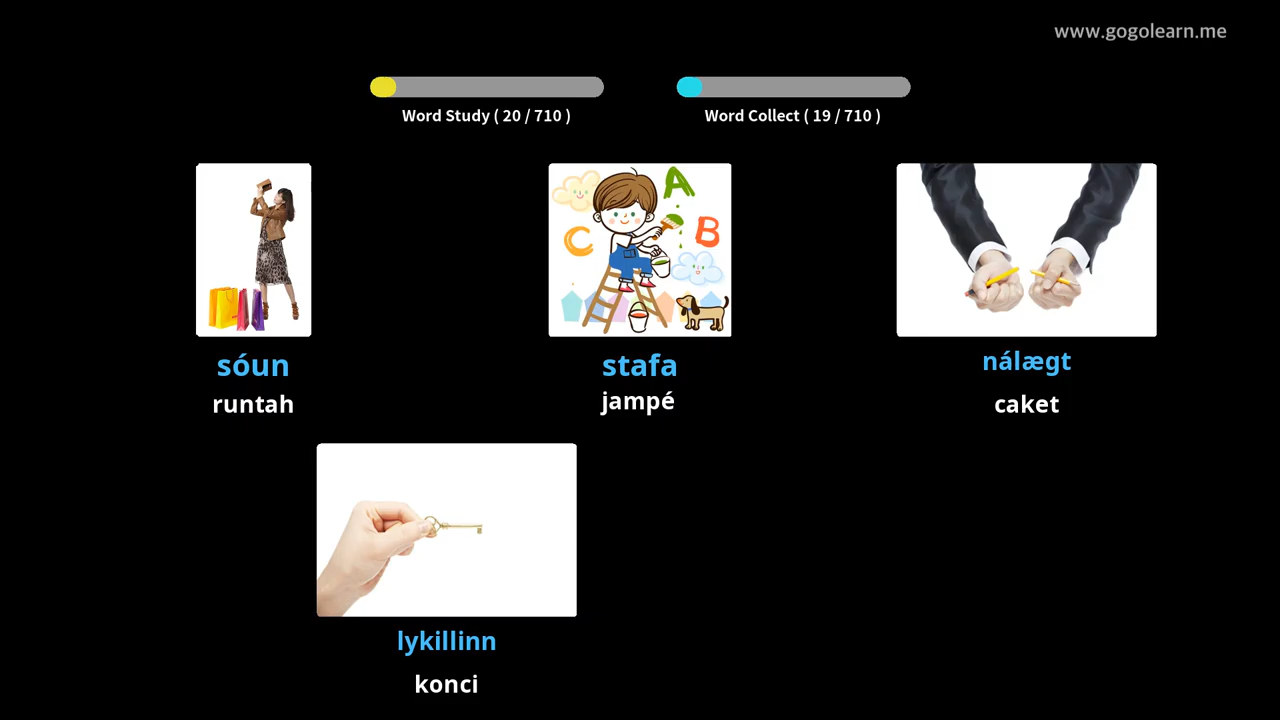 www.gogolearn.me
Word Study ( 20 / 710 )
Word Collect ( 19 / 710 )
A
B
C
sóun
runtah
stafa
jampé
nálægt
caket
lykillinn
konci